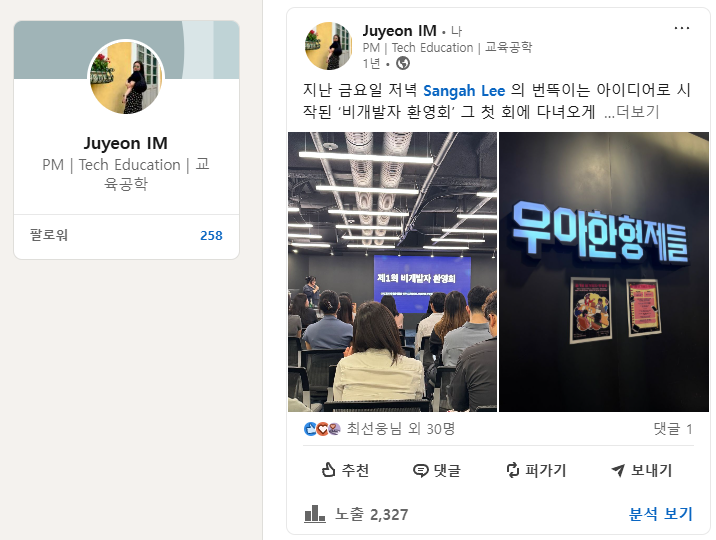 Juyeon IM
PM | Tech Education | 교
육공학
팔로워 258
Juyeon IM • 나
PM | Tech Education | 교육공학
1년 •
지난 금요일 저녁 Sangah Lee 의 번뜩이는 아이디어로 시
작된 ‘비개발자 환영회’ 그 첫 회에 다녀오게 ...더보기
제1회 비개발자 환영회
우아한형제들
최선웅님 외 30명 댓글 1
추천 댓글 퍼가기 보내기
노출 2,327 분석 보기